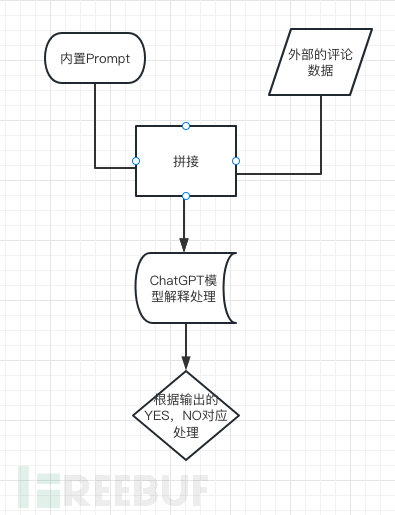 内置Prompt
外部的评论
数据
拼接
ChatGPT模
型解释处理
根据输出的
YES，NO对应
处理
FREEBUF